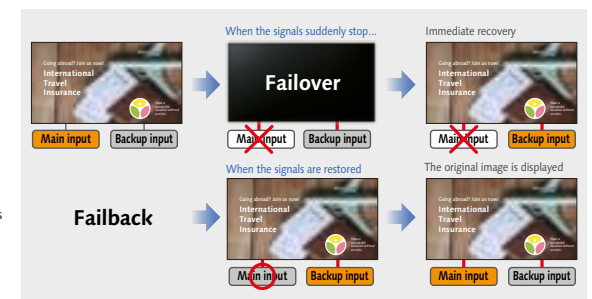 When the signals suddenly stop...
Immediate recovery
Going abroad? Join us now!
International
Travel
Insurance
Failover
Going abroad? Join us now!
International
Travel
Insurance
Main input
Backup input
Main input
Backup input
Main input
Backup input
When the signals are restored
The original image is displayed
s
Failback
Going abroad? Join us now!
International
Travel
Insurance
Going abroad? Join us now!
International
Travel
Insurance
Main input
Backup input
Main input
Backup input